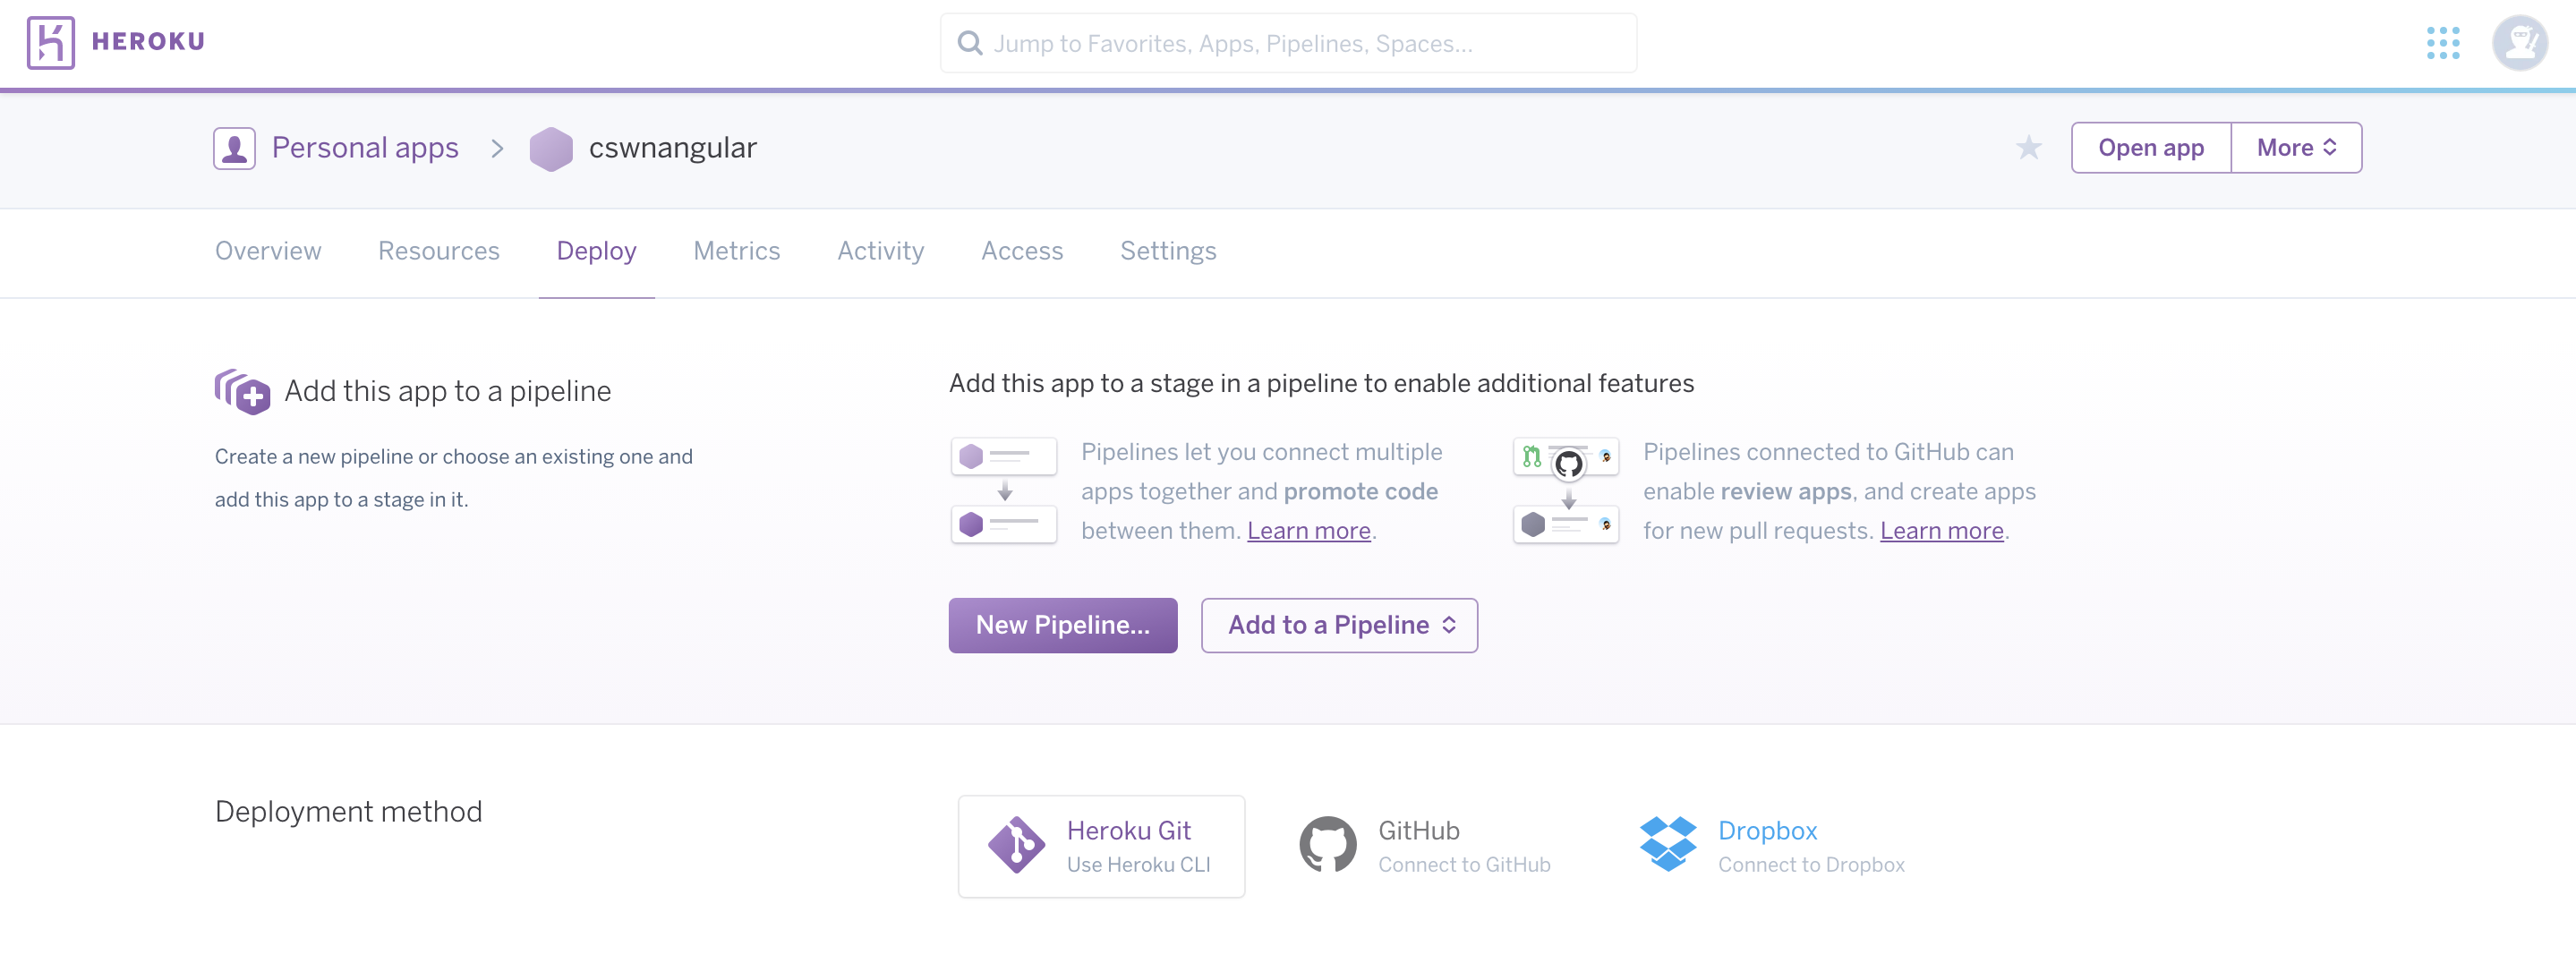 HEROKU
Jump to Favorites, Apps, Pipelines, Spaces...
Personal apps
cswnangular
Open app
More
Overview
Resources
Deploy
Metrics
Activity
Access
Settings
Add this app to a pipeline
Create a new pipeline or choose an existing one and
add this app to a stage in it.
Add this app to a stage in a pipeline to enable additional features
Pipelines let you connect multiple
apps together and promote code
between them. Learn more.
Pipelines connected to GitHub can
enable review apps, and create apps
for new pull requests. Learn more.
New Pipeline...
Add to a Pipeline
Deployment method
Heroku Git
Use Heroku CLI
GitHub
Connect to GitHub
Dropbox
Connect to Dropbox